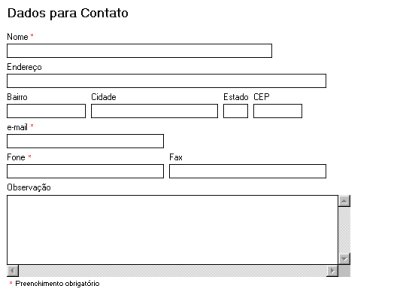 Dados para Contato
Nome *
Endereço
Bairro Cidade Estado CEP
e-mail *
Fone * Fax
Observação
* Preenchimento obrigatório